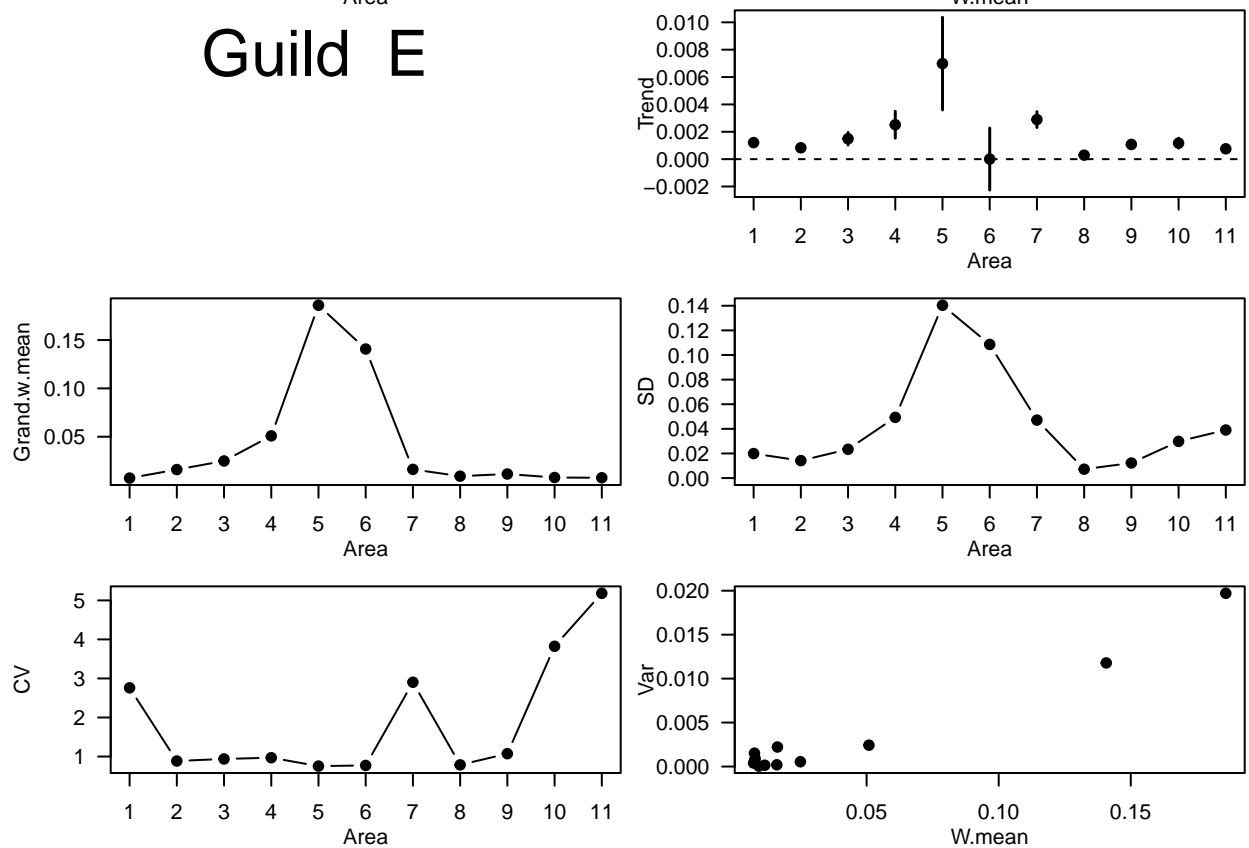 Area W.mean
Guild E
Trend
0.010
0.008
0.006
0.004
0.002
0.000
−0.002
1 2 3 4 5 6 7 8 9 10 11
Area
Grand.w.mean
0.15
0.10
0.05
1 2 3 4 5 6 7 8 9 10 11
Area
SD
0.14
0.12
0.10
0.08
0.06
0.04
0.02
0.00
1 2 3 4 5 6 7 8 9 10 11
Area
CV
5
4
3
2
1
1 2 3 4 5 6 7 8 9 10 11
Area
Var
0.020
0.015
0.010
0.005
0.000
0.05 0.10 0.15
W.mean